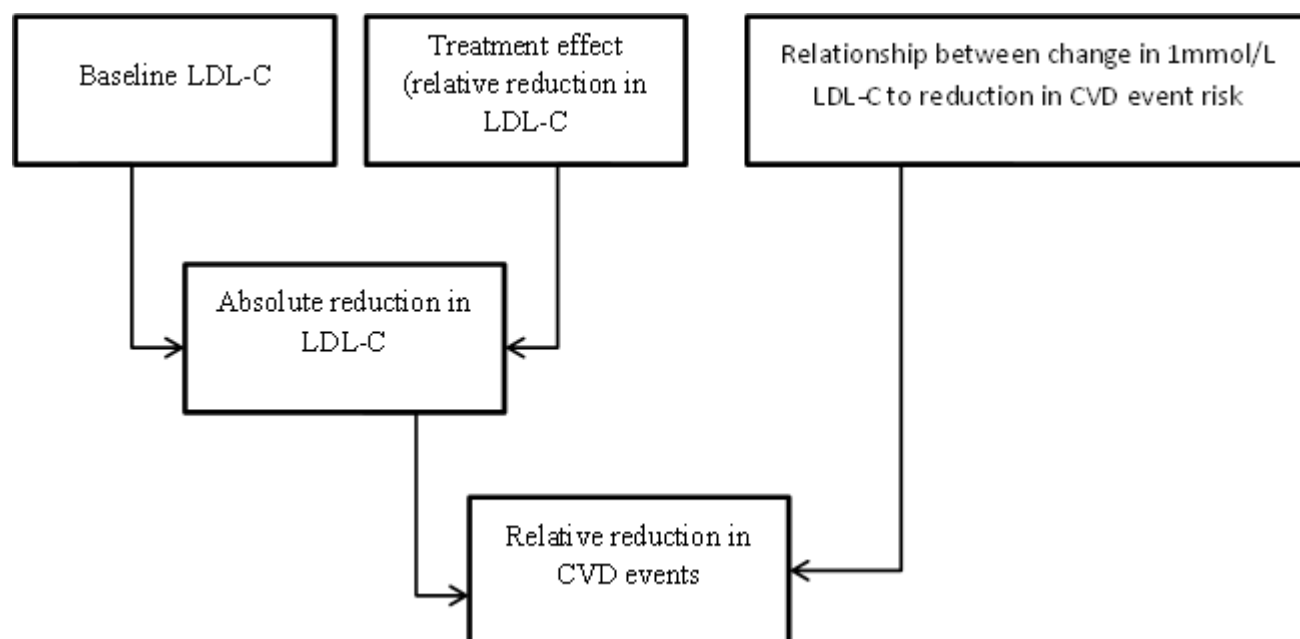 Baseline LDL-C
Treatment effect
(relative reduction in
LDL-C
Relationship between change in 1mmol/L
LDL-C to reduction in CVD event risk
Absolute reduction in
LDL-C
Relative reduction in
CVD events